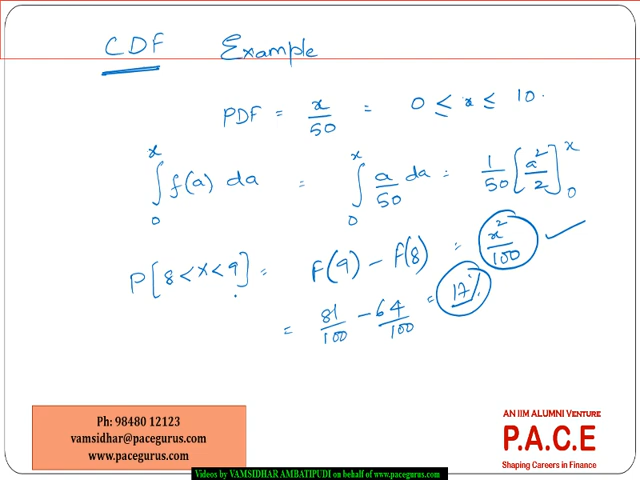 CDF Example
PDF = x/50 = 0 ≤ x ≤ 10.
∫₀ˣ f(a) da = ∫₀ˣ a/50 da = 1/50 [a²/2]₀ˣ
= x²/100 ✓
P[8 < x < 9] = F(9) - F(8)
= 81/100 - 64/100 = 17%
Ph: 98480 12123
vamsidhar@pacegurus.com
www.pacegurus.com
AN IIM ALUMNI VENTURE
P.A.C.E
Shaping Careers in Finance
Videos by VAMSIDHAR AMBATIPUDI on behalf of www.pacegurus.com